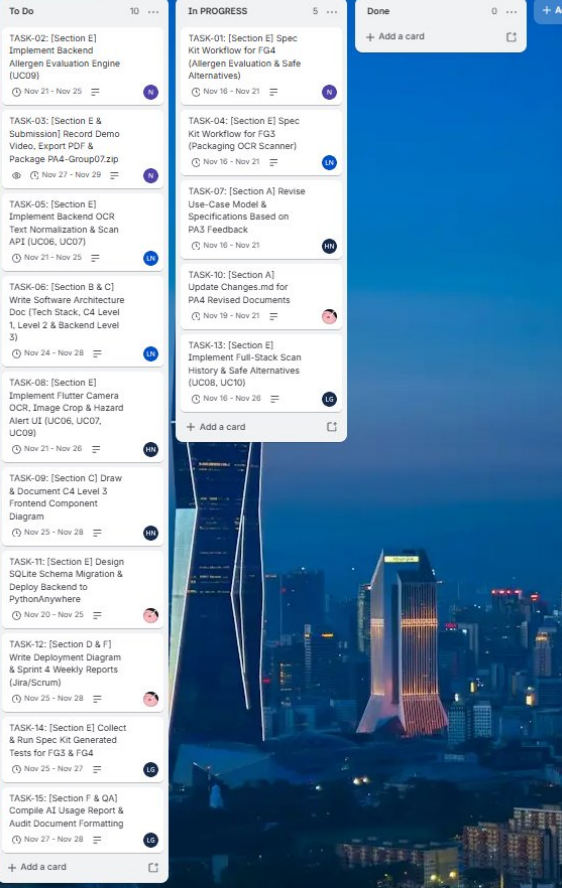 To Do 10 ...
TASK-02: [Section E]
Implement Backend
Allergen Evaluation Engine
(UC09)
Nov 21 - Nov 25
N
TASK-03: [Section E &
Submission] Record Demo
Video, Export PDF &
Package PA4-Group07.zip
Nov 27 - Nov 29
N
TASK-05: [Section E]
Implement Backend OCR
Text Normalization & Scan
API (UC06, UC07)
Nov 21 - Nov 25
LN
TASK-06: [Section B & C]
Write Software Architecture
Doc (Tech Stack, C4 Level
1, Level 2 & Backend Level
3)
Nov 24 - Nov 28
LN
TASK-08: [Section E]
Implement Flutter Camera
OCR, Image Crop & Hazard
Alert UI (UC06, UC07,
UC09)
Nov 21 - Nov 26
HN
TASK-09: [Section C] Draw
& Document C4 Level 3
Frontend Component
Diagram
Nov 25 - Nov 28
HN
TASK-11: [Section E] Design
SQLite Schema Migration &
Deploy Backend to
PythonAnywhere
Nov 20 - Nov 25
TASK-12: [Section D & F]
Write Deployment Diagram
& Sprint 4 Weekly Reports
(Jira/Scrum)
Nov 25 - Nov 28
TASK-14: [Section E] Collect
& Run Spec Kit Generated
Tests for FG3 & FG4
Nov 25 - Nov 27
LG
TASK-15: [Section F & QA]
Compile AI Usage Report &
Audit Document Formatting
Nov 27 - Nov 28
LG
+ Add a card
In PROGRESS 5 ...
TASK-01: [Section E] Spec
Kit Workflow for FG4
(Allergen Evaluation & Safe
Alternatives)
Nov 16 - Nov 21
N
TASK-04: [Section E] Spec
Kit Workflow for FG3
(Packaging OCR Scanner)
Nov 16 - Nov 21
LN
TASK-07: [Section A] Revise
Use-Case Model &
Specifications Based on
PA3 Feedback
Nov 16 - Nov 21
HN
TASK-10: [Section A]
Update Changes.md for
PA4 Revised Documents
Nov 19 - Nov 21
TASK-13: [Section E]
Implement Full-Stack Scan
History & Safe Alternatives
(UC08, UC10)
Nov 16 - Nov 26
LG
+ Add a card
Done 0 ...
+ Add a card